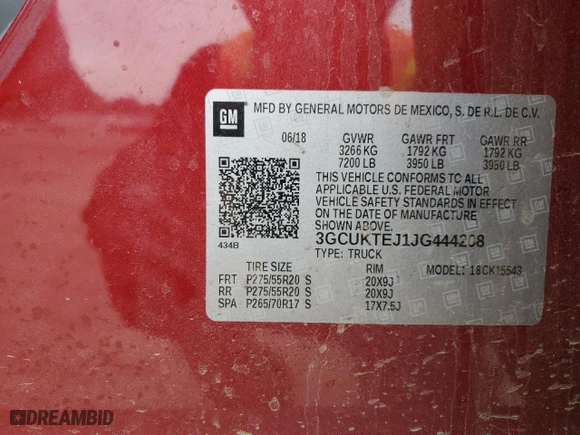 GM
MFD BY GENERAL MOTORS DE MEXICO, S. DE R.L. DE C.V.
06/18 GVWR GAWR FRT GAWR RR
3266 KG 1792 KG 1792 KG
7200 LB 3950 LB 3950 LB
THIS VEHICLE CONFORMS TO ALL
APPLICABLE U.S. FEDERAL MOTOR
VEHICLE SAFETY STANDARDS IN EFFECT
ON THE DATE OF MANUFACTURE
SHOWN ABOVE.
434B
3GCUKTEJ1JG444208
TYPE: TRUCK MODEL: 18CK15543
TIRE SIZE RIM
FRT P275/55R20 S 20X9J
RR P275/55R20 S 20X9J
SPA P265/70R17 S 17X7.5J
DREAMBID